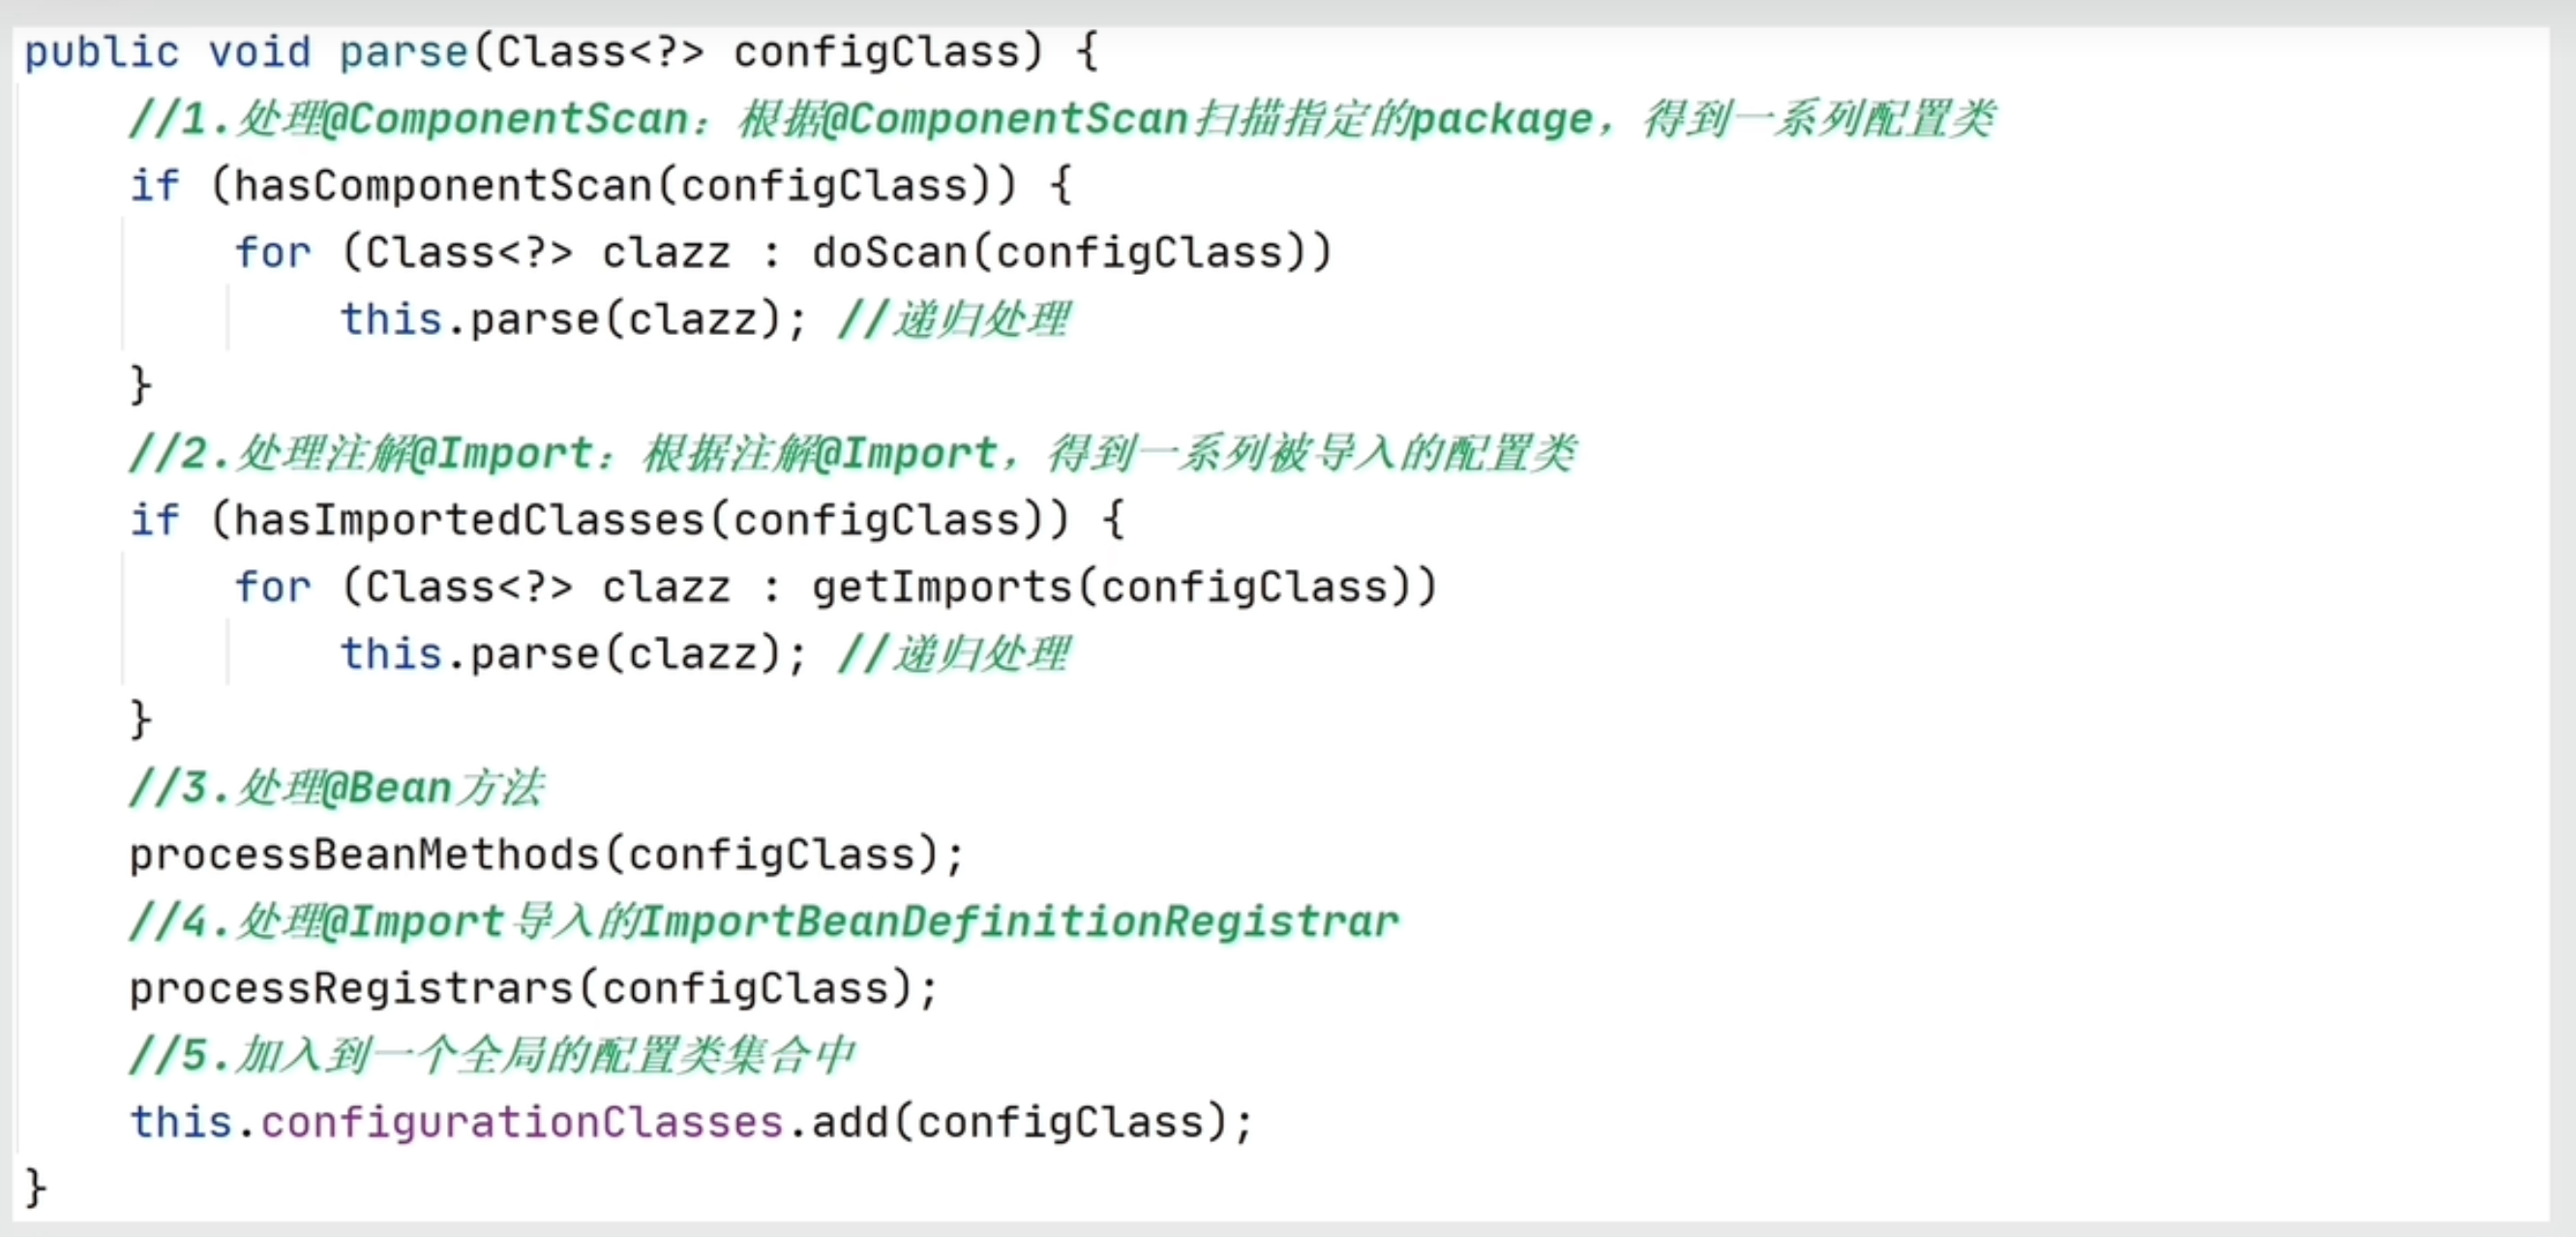 public void parse(Class<?> configClass) {
//1.处理@ComponentScan：根据@ComponentScan扫描指定的package，得到一系列配置类
if (hasComponentScan(configClass)) {
for (Class<?> clazz : doScan(configClass))
this.parse(clazz); //递归处理
}
//2.处理注解@Import：根据注解@Import，得到一系列被导入的配置类
if (hasImportedClasses(configClass)) {
for (Class<?> clazz : getImports(configClass))
this.parse(clazz); //递归处理
}
//3.处理@Bean方法
processBeanMethods(configClass);
//4.处理@Import导入的ImportBeanDefinitionRegistrar
processRegistrars(configClass);
//5.加入到一个全局的配置类集合中
this.configurationClasses.add(configClass);
}